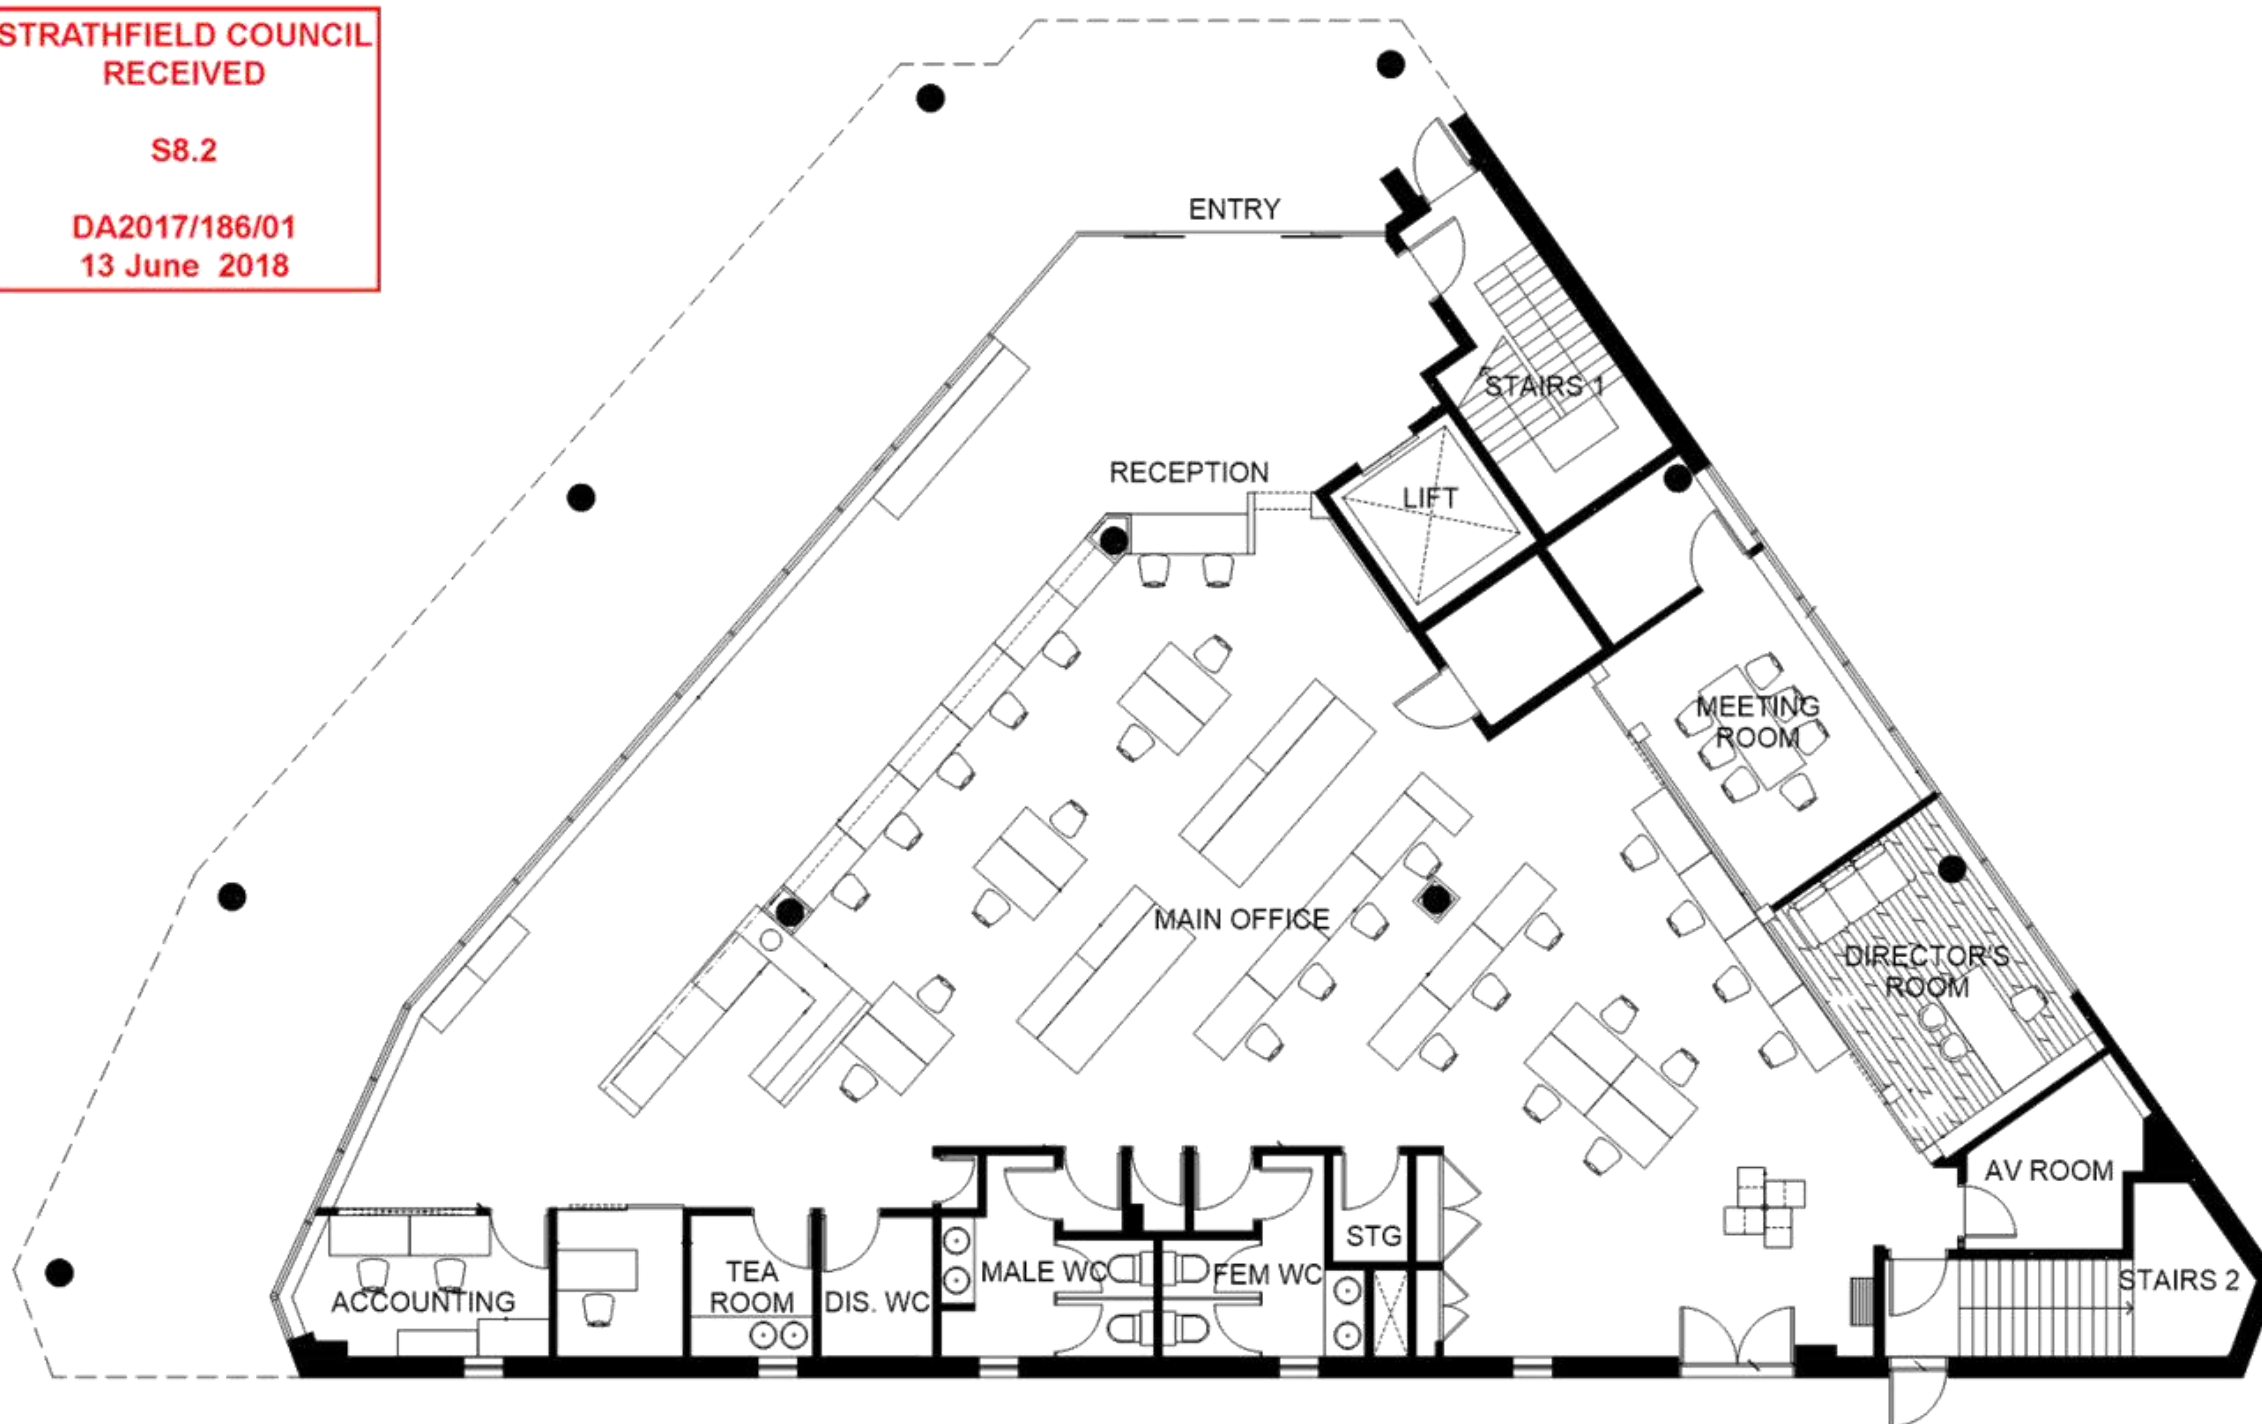 STRATHFIELD COUNCIL
RECEIVED
S8.2
DA2017/186/01
13 June 2018
ENTRY
STAIRS 1
RECEPTION
LIFT
MEETING
ROOM
MAIN OFFICE
DIRECTOR'S
ROOM
AV ROOM
STG
TEA
ROOM
MALE WC
FEM WC
STAIRS 2
ACCOUNTING
DIS. WC